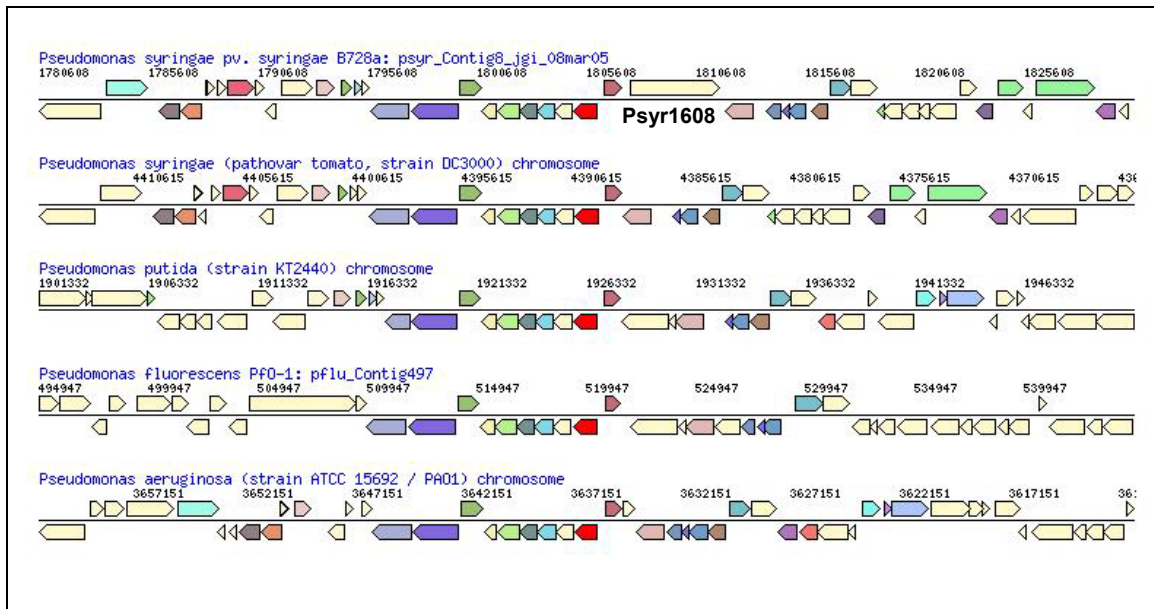 Pseudomonas syringae pv. syringae B728a: psyr_Contig8_jgi_08mar05
1780608 1785608 1790608 1795608 1800608 1805608 1810608 1815608 1820608 1825608
Psyr1608
Pseudomonas syringae (pathovar tomato, strain DC3000) chromosome
4410615 4405615 4400615 4395615 4390615 4385615 4380615 4375615 4370615 436
Pseudomonas putida (strain KT2440) chromosome
1901332 1906332 1911332 1916332 1921332 1926332 1931332 1936332 1941332 1946332
Pseudomonas fluorescens PfO-1: pflu_Contig497
494947 499947 504947 509947 514947 519947 524947 529947 534947 539947
Pseudomonas aeruginosa (strain ATCC 15692 / PAO1) chromosome
3657151 3652151 3647151 3642151 3637151 3632151 3627151 3622151 3617151 361